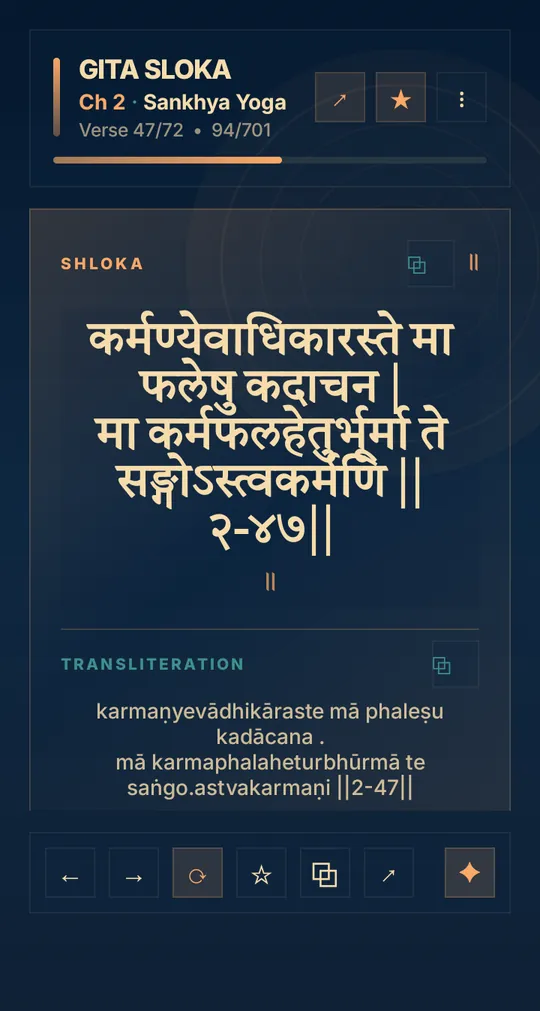 GITA SLOKA
Ch 2 · Sankhya Yoga
Verse 47/72 • 94/701
SHLOKA
॥
कर्मण्येवाधिकारस्ते मा
फलेषु कदाचन |
मा कर्मफलहेतुर्भूर्मा ते
सङ्गोऽस्त्वकर्मणि ||
२-४७||
॥
TRANSLITERATION
karmaṇyevādhikāraste mā phaleṣu
kadācana .
mā karmaphalaheturbhūrmā te
saṅgo.astvakarmaṇi ||2-47||